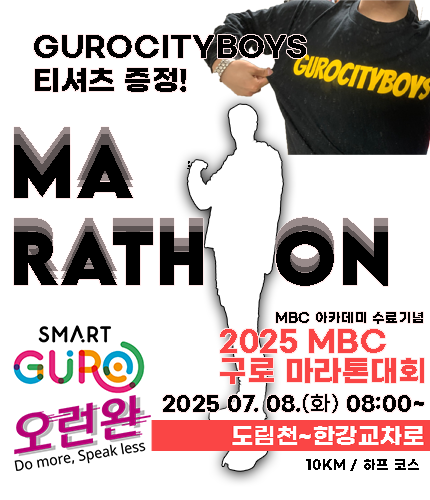 GUROCITYBOYS
티셔츠 증정!
GUROCITYBOYS
MA
RATH ON
MBC 아카데미 수료기념
2025 MBC
구로 마라톤대회
SMART
GURO
오런완
Do more, Speak less
2025 07. 08.(화) 08:00~
도림천~한강교차로
10KM / 하프 코스